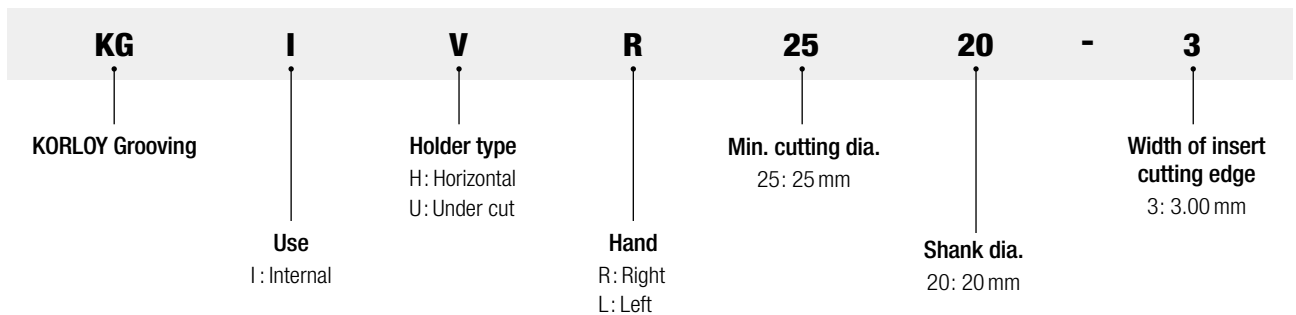 KG I V R 25 20 - 3
KORLOY Grooving
Use
I : Internal
Holder type
H : Horizontal
U : Under cut
Hand
R : Right
L : Left
Min. cutting dia.
25 : 25 mm
Shank dia.
20 : 20 mm
Width of insert
cutting edge
3 : 3.00 mm